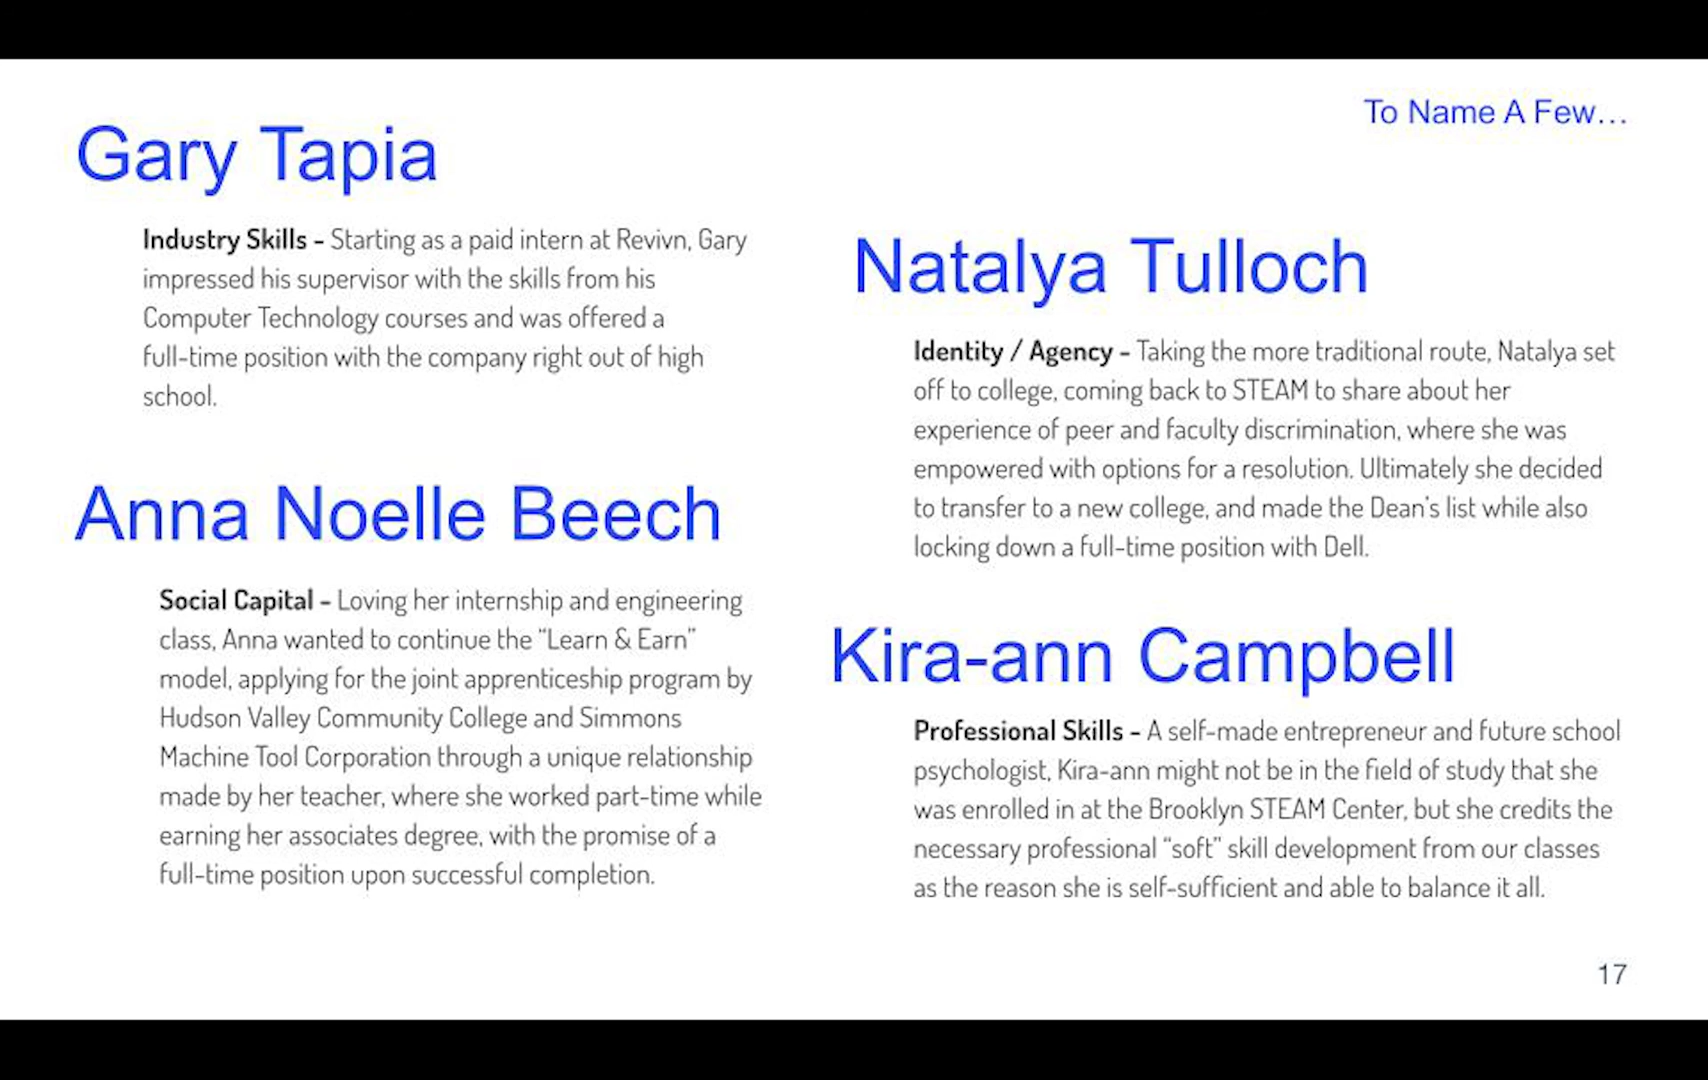 To Name A Few...
Gary Tapia
Industry Skills - Starting as a paid intern at Revivn, Gary
impressed his supervisor with the skills from his
Computer Technology courses and was offered a
full-time position with the company right out of high
school.
Anna Noelle Beech
Social Capital - Loving her internship and engineering
class, Anna wanted to continue the “Learn & Earn”
model, applying for the joint apprenticeship program by
Hudson Valley Community College and Simmons
Machine Tool Corporation through a unique relationship
made by her teacher, where she worked part-time while
earning her associates degree, with the promise of a
full-time position upon successful completion.
Natalya Tulloch
Identity / Agency - Taking the more traditional route, Natalya set
off to college, coming back to STEAM to share about her
experience of peer and faculty discrimination, where she was
empowered with options for a resolution. Ultimately she decided
to transfer to a new college, and made the Dean's list while also
locking down a full-time position with Dell.
Kira-ann Campbell
Professional Skills - A self-made entrepreneur and future school
psychologist, Kira-ann might not be in the field of study that she
was enrolled in at the Brooklyn STEAM Center, but she credits the
necessary professional “soft” skill development from our classes
as the reason she is self-sufficient and able to balance it all.
17